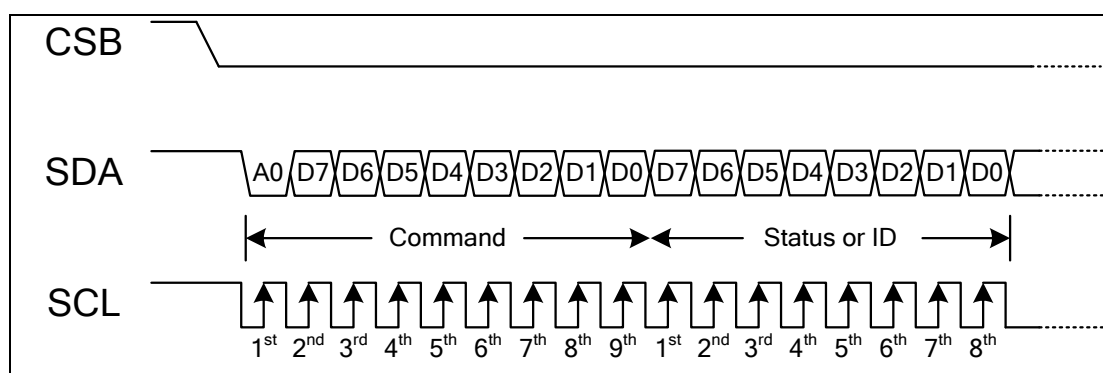 CSB
SDA A0 D7 D6 D5 D4 D3 D2 D1 D0 D7 D6 D5 D4 D3 D2 D1 D0
Command Status or ID
SCL
1st 2nd 3rd 4th 5th 6th 7th 8th 9th 1st 2nd 3rd 4th 5th 6th 7th 8th